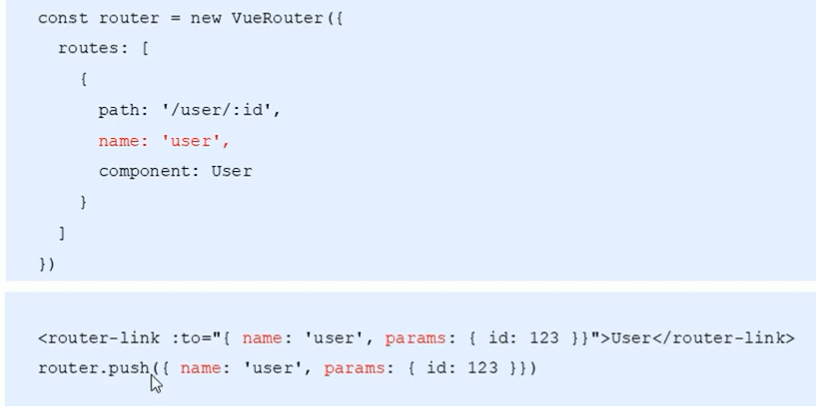 const router = new VueRouter({
  routes: [
    {
      path: '/user/:id',
      name: 'user',
      component: User
    }
  ]
})
<router-link :to="{ name: 'user', params: { id: 123 }}">User</router-link>
router.push({ name: 'user', params: { id: 123 }})